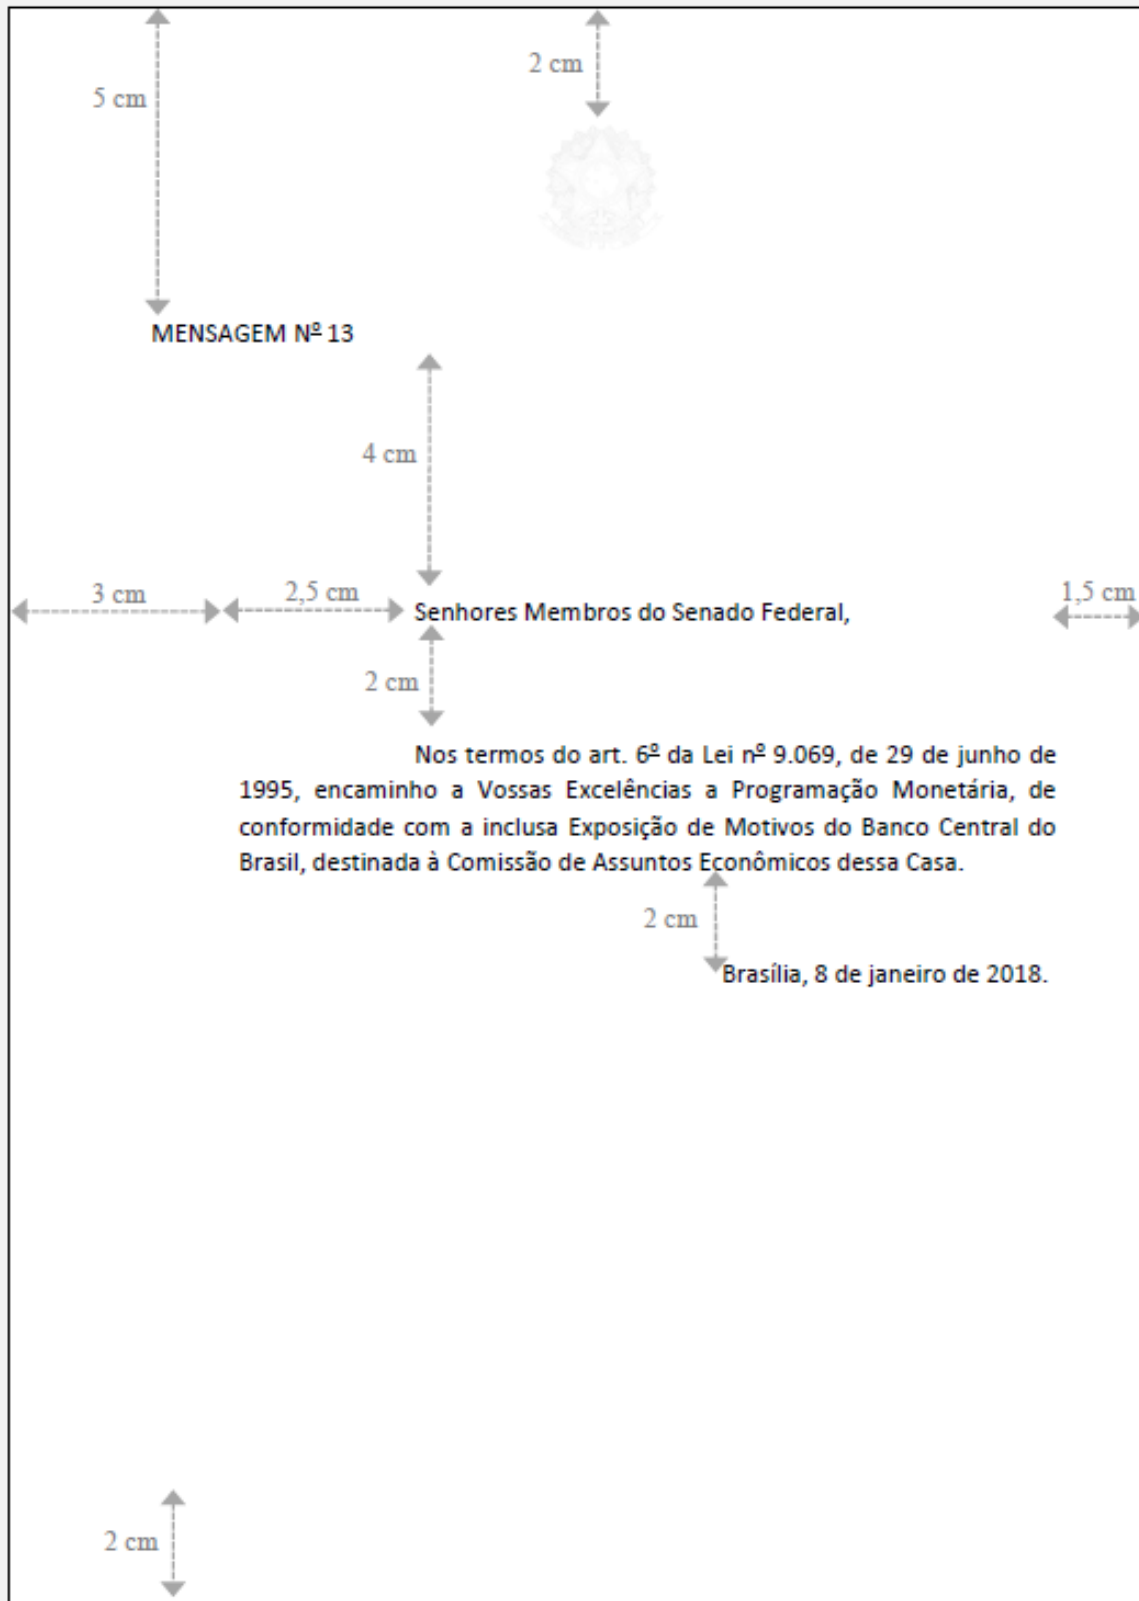 2 cm
5 cm
MENSAGEM Nº 13
4 cm
3 cm
2,5 cm
Senhores Membros do Senado Federal,
1,5 cm
2 cm
Nos termos do art. 6º da Lei nº 9.069, de 29 de junho de
1995, encaminho a Vossas Excelências a Programação Monetária, de
conformidade com a inclusa Exposição de Motivos do Banco Central do
Brasil, destinada à Comissão de Assuntos Econômicos dessa Casa.
2 cm
Brasília, 8 de janeiro de 2018.
2 cm